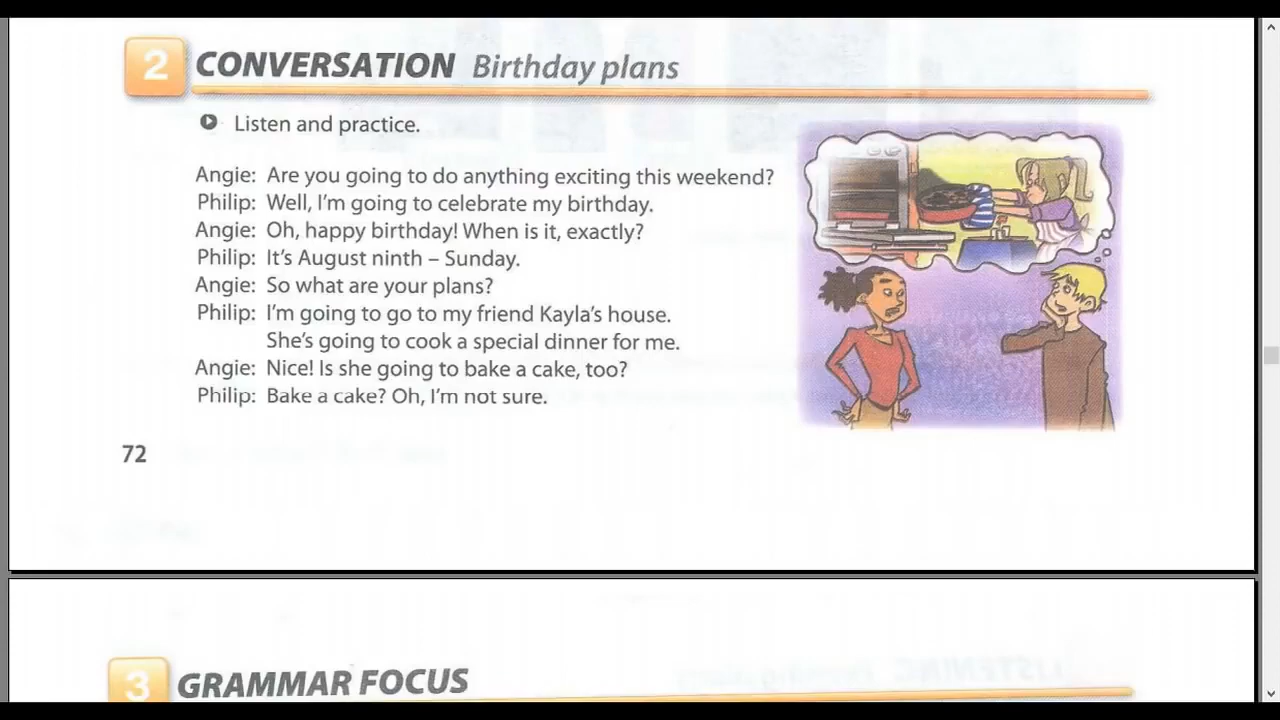 2 CONVERSATION Birthday plans
Listen and practice.
Angie: Are you going to do anything exciting this weekend?
Philip: Well, I'm going to celebrate my birthday.
Angie: Oh, happy birthday! When is it, exactly?
Philip: It's August ninth – Sunday.
Angie: So what are your plans?
Philip: I'm going to go to my friend Kayla's house.
She's going to cook a special dinner for me.
Angie: Nice! Is she going to bake a cake, too?
Philip: Bake a cake? Oh, I'm not sure.
72
3 GRAMMAR FOCUS